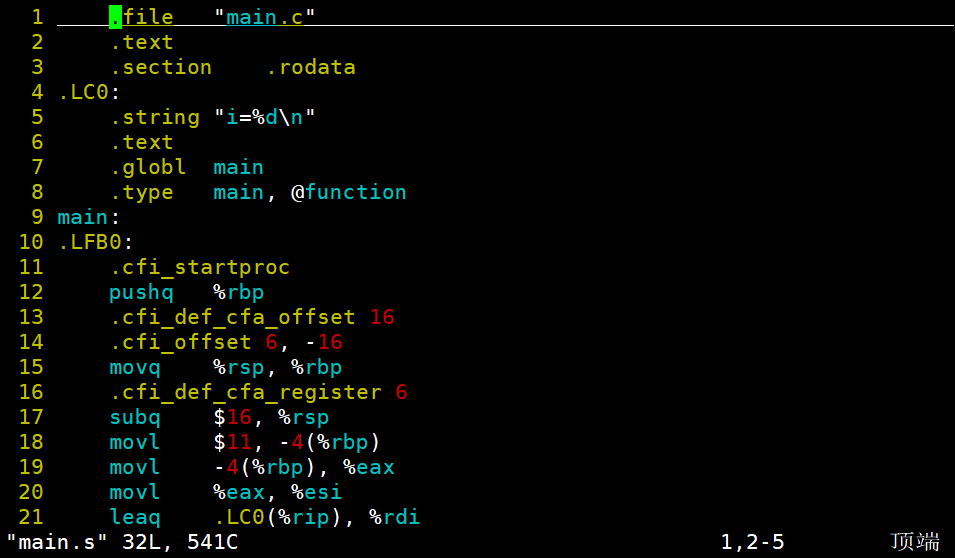 1 .file "main.c"
2 .text
3 .section .rodata
4 .LC0:
5 .string "i=%d\n"
6 .text
7 .globl main
8 .type main, @function
9 main:
10 .LFB0:
11 .cfi_startproc
12 pushq %rbp
13 .cfi_def_cfa_offset 16
14 .cfi_offset 6, -16
15 movq %rsp, %rbp
16 .cfi_def_cfa_register 6
17 subq $16, %rsp
18 movl $11, -4(%rbp)
19 movl -4(%rbp), %eax
20 movl %eax, %esi
21 leaq .LC0(%rip), %rdi
"main.s" 32L, 541C 1,2-5 顶端